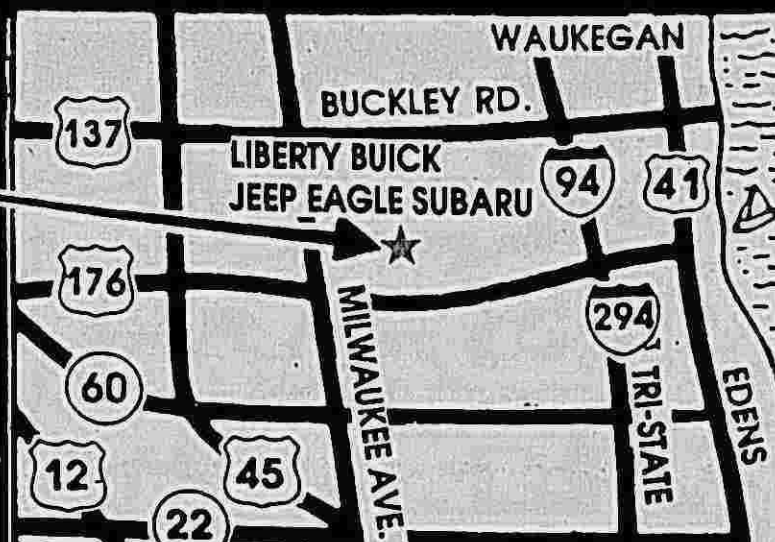 WAUKEGAN
BUCKLEY RD.
137
LIBERTY BUICK
JEEP EAGLE SUBARU
94
41
176
294
MILWAUKEE AVE.
TRI-STATE
EDENS
60
12
45
22